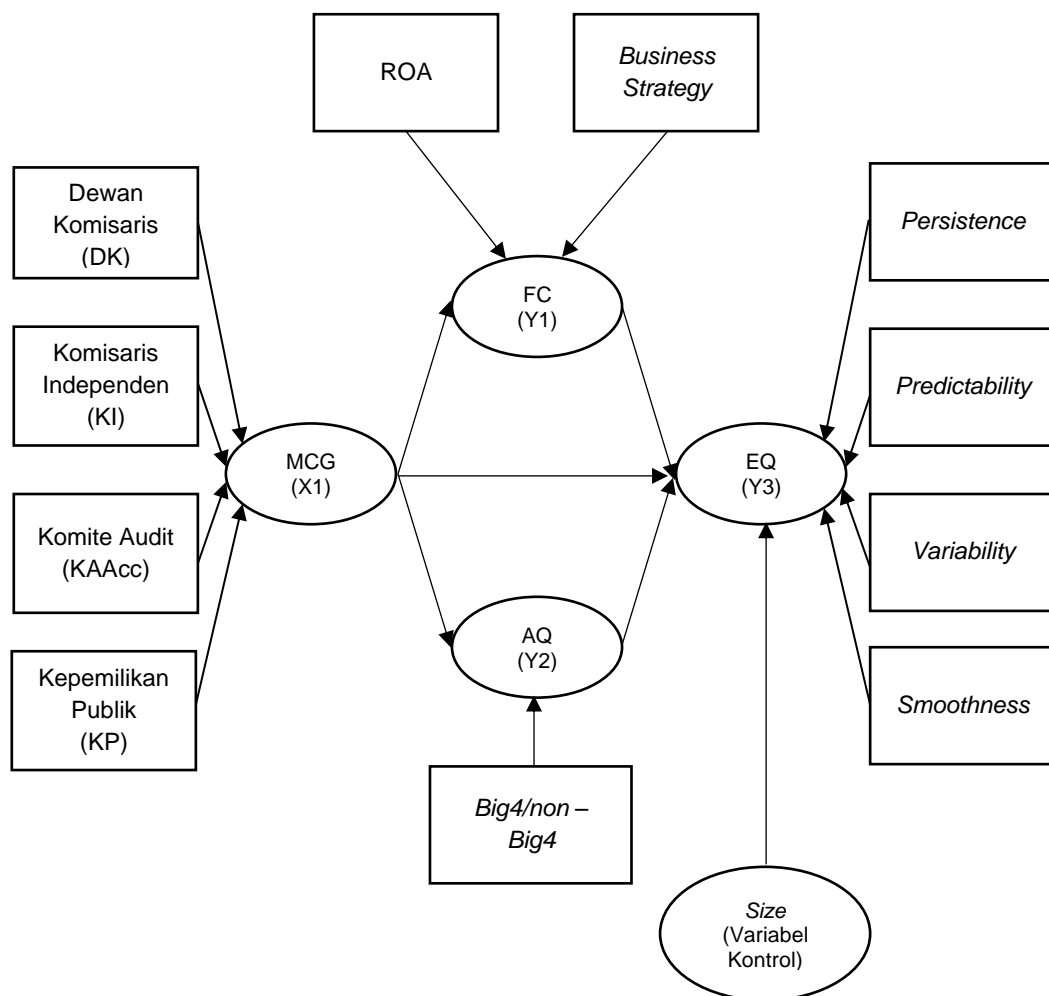 ROA
Business
Strategy
Dewan
Komisaris
(DK)
Persistence
FC
(Y1)
Komisaris
Independen
(KI)
Predictability
MCG
(X1)
EQ
(Y3)
Komite Audit
(KAAcc)
Variability
AQ
(Y2)
Kepemilikan
Publik
(KP)
Smoothness
Big4/non –
Big4
Size
(Variabel
Kontrol)